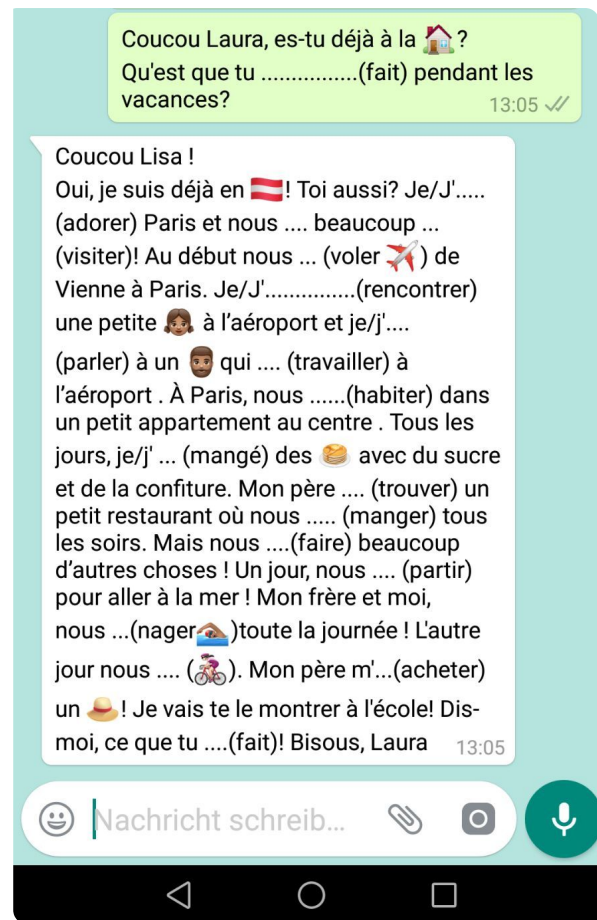 Coucou Laura, es-tu déjà à la 🏠?
Qu'est que tu ................(fait) pendant les
vacances?
13:05
Coucou Lisa !
Oui, je suis déjà en 🇦🇹! Toi aussi? Je/J'.....
(adorer) Paris et nous .... beaucoup ...
(visiter)! Au début nous ... (voler ✈️) de
Vienne à Paris. Je/J'...............(rencontrer)
une petite 👧🏾 à l’aéroport et je/j'....
(parler) à un 🧔🏾 qui .... (travailler) à
l’aéroport . À Paris, nous ......(habiter) dans
un petit appartement au centre . Tous les
jours, je/j' ... (mangé) des 🥞 avec du sucre
et de la confiture. Mon père .... (trouver) un
petit restaurant où nous ..... (manger) tous
les soirs. Mais nous ....(faire) beaucoup
d’autres choses ! Un jour, nous .... (partir)
pour aller à la mer ! Mon frère et moi,
nous ...(nager🏊🏽)toute la journée ! L'autre
jour nous .... (🚴🏽‍♀️). Mon père m'...(acheter)
un 👒! Je vais te le montrer à l'école! Dis-
moi, ce que tu ....(fait)! Bisous, Laura
13:05
Nachricht schreib...